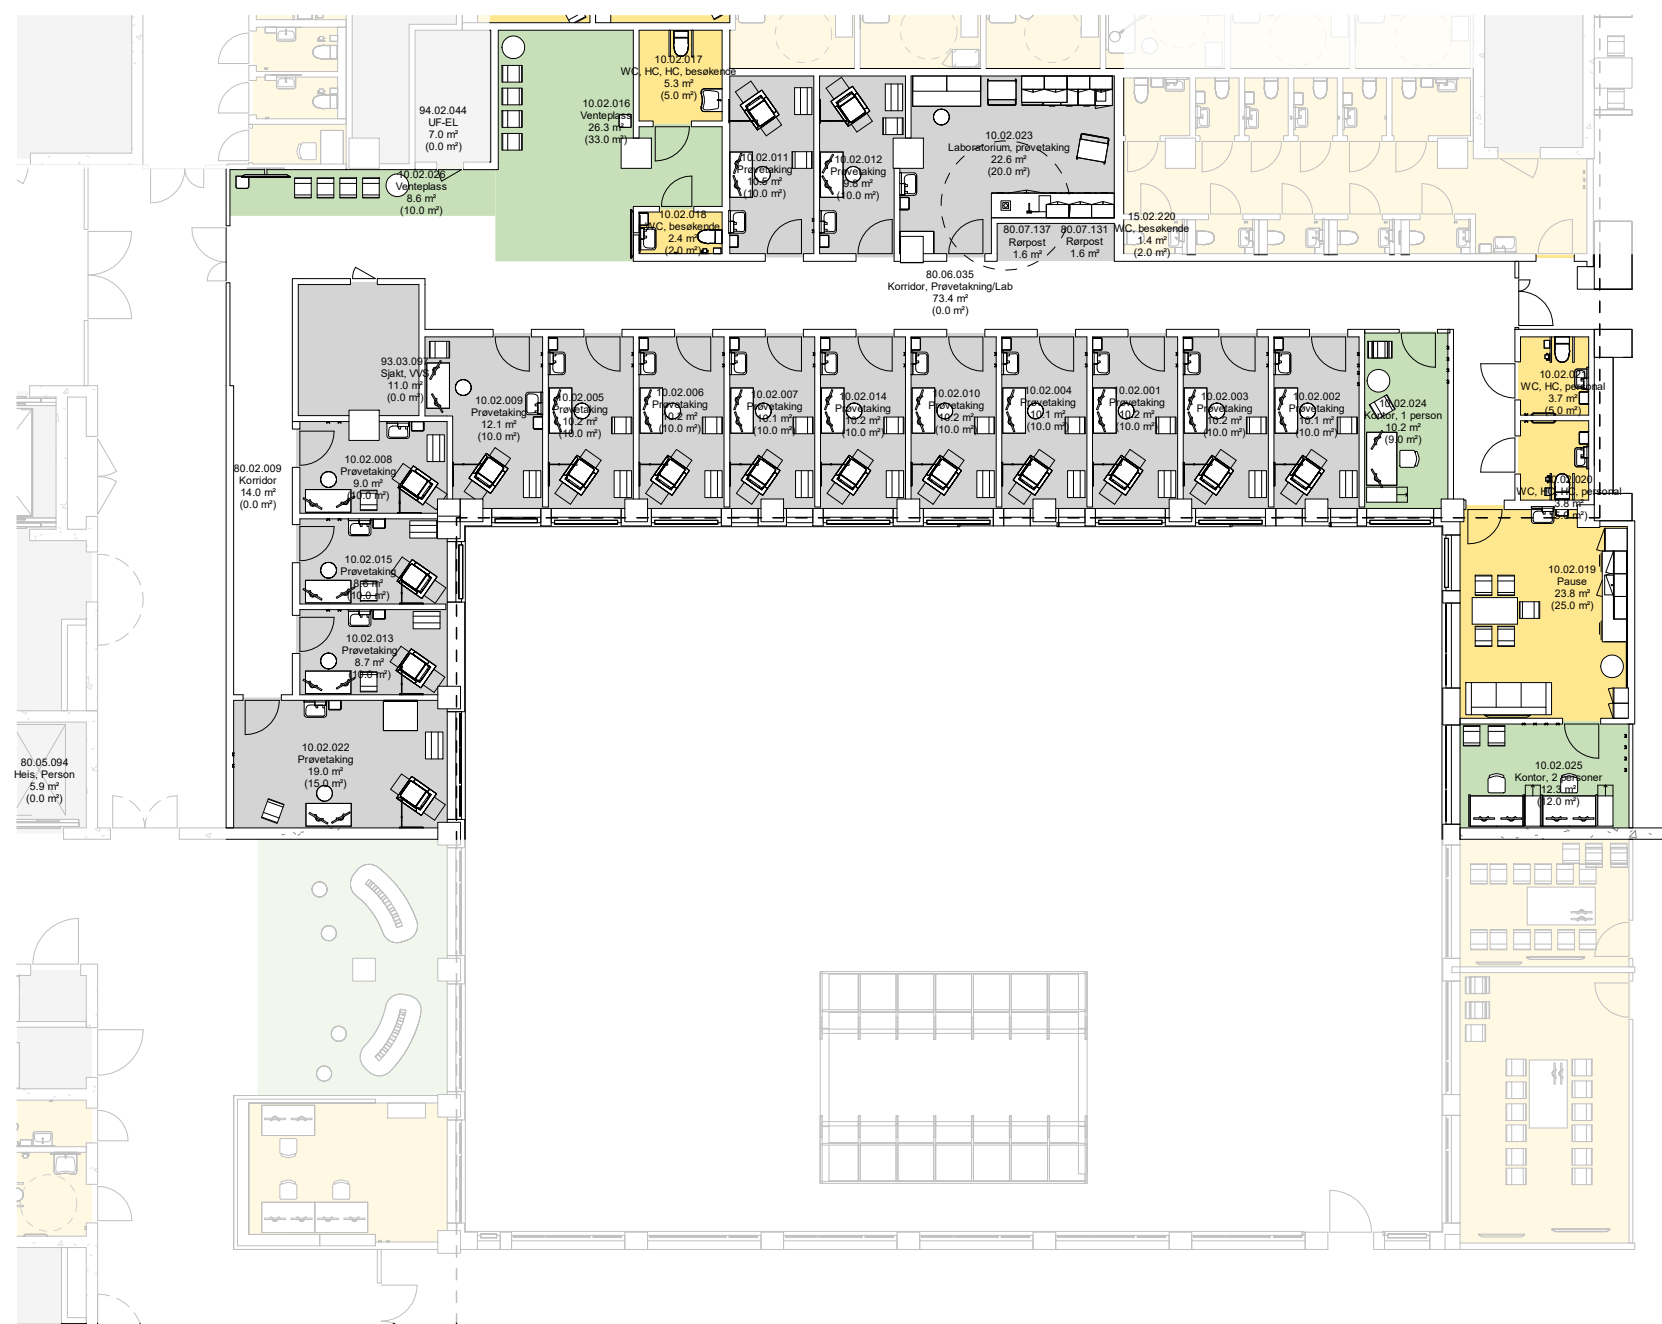 10.02.017
WC, HC, HC, besøkende
5.3 m²
(5.0 m²)
94.02.044
UF-EL
7.0 m²
(0.0 m²)
10.02.016
Venteplass
26.3 m²
(33.0 m²)
10.02.026
Venteplass
8.6 m²
(10.0 m²)
10.02.011
Prøvetaking
(10.0 m²)
10.02.012
Prøvetaking
9.8 m²
(10.0 m²)
10.02.023
Laboratorium, prøvetaking
22.6 m²
(20.0 m²)
10.02.018
WC, besøkende
2.4 m²
(2.0 m²)
80.07.137
Rørpost
1.6 m²
80.07.131
Rørpost
1.6 m²
15.02.220
WC, besøkende
1.4 m²
(2.0 m²)
80.06.035
Korridor, Prøvetakning/Lab
73.4 m²
(0.0 m²)
93.03.097
Sjakt, VVS
11.0 m²
(0.0 m²)
10.02.009
Prøvetaking
12.1 m²
(10.0 m²)
10.02.005
Prøvetaking
10.2 m²
(10.0 m²)
10.02.006
Prøvetaking
10.2 m²
(10.0 m²)
10.02.007
Prøvetaking
10.1 m²
(10.0 m²)
10.02.014
Prøvetaking
10.2 m²
(10.0 m²)
10.02.010
Prøvetaking
10.2 m²
(10.0 m²)
10.02.004
Prøvetaking
10.1 m²
(10.0 m²)
10.02.001
Prøvetaking
10.2 m²
(10.0 m²)
10.02.003
Prøvetaking
10.2 m²
(10.0 m²)
10.02.002
Prøvetaking
10.1 m²
(10.0 m²)
10.02.024
Kontor, 1 person
10.2 m²
(9.0 m²)
WC, HC, personal
3.7 m²
(5.0 m²)
WC, HC, HC, personal
3.8 m²
80.02.009
Korridor
14.0 m²
(0.0 m²)
10.02.008
Prøvetaking
9.0 m²
(10.0 m²)
10.02.015
Prøvetaking
8.6 m²
(10.0 m²)
10.02.013
Prøvetaking
8.7 m²
(10.0 m²)
10.02.019
Pause
23.8 m²
(25.0 m²)
10.02.022
Prøvetaking
19.0 m²
(15.0 m²)
80.05.094
Heis, Person
5.9 m²
(0.0 m²)
10.02.025
Kontor, 2 personer
12.3 m²
(12.0 m²)